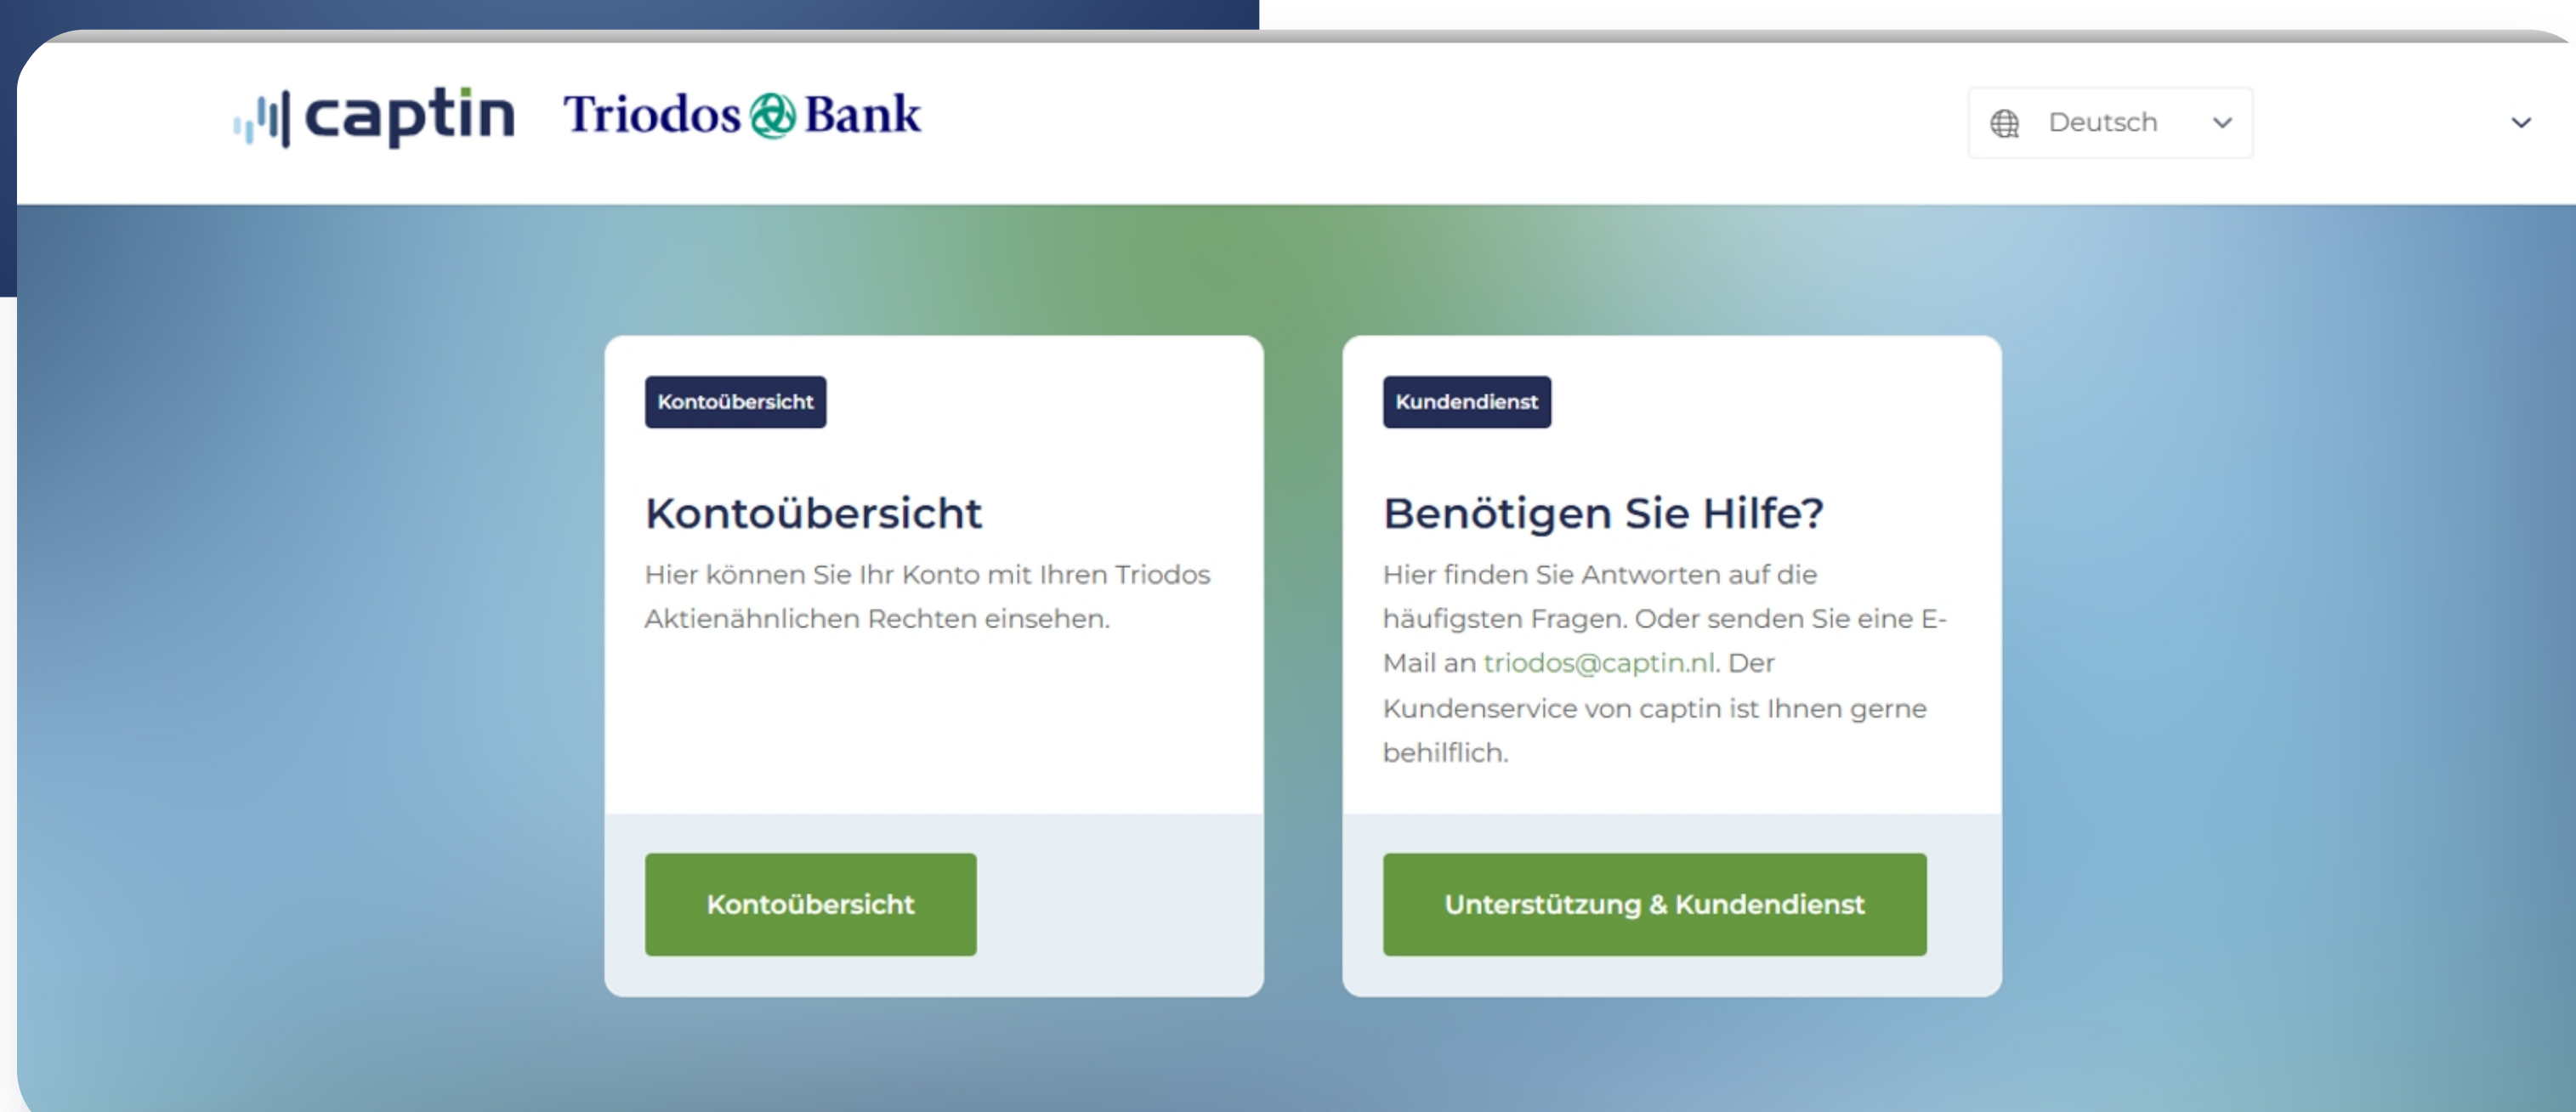 captin Triodos Bank Deutsch
Kontoübersicht
Kontoübersicht
Hier können Sie Ihr Konto mit Ihren Triodos
Aktienähnlichen Rechten einsehen.
Kontoübersicht
Kundendienst
Benötigen Sie Hilfe?
Hier finden Sie Antworten auf die
häufigsten Fragen. Oder senden Sie eine E-
Mail an triodos@captin.nl. Der
Kundenservice von captin ist Ihnen gerne
behilflich.
Unterstützung & Kundendienst